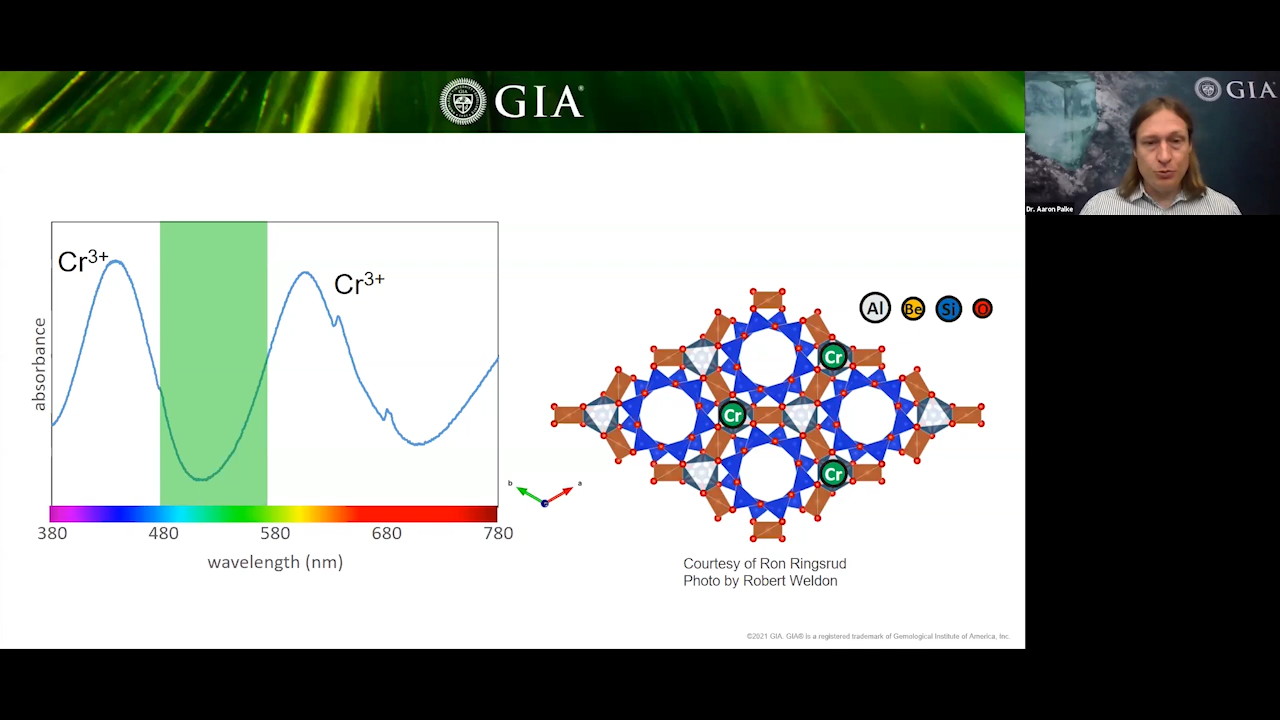 GIA®
GIA
Dr. Aaron Palke
Cr3+
Cr3+
absorbance
380 480 580 680 780
wavelength (nm)
Al Be Si O
Cr
Cr
Cr
b a
Courtesy of Ron Ringsrud
Photo by Robert Weldon
©2021 GIA. GIA® is a registered trademark of Gemological Institute of America, Inc.